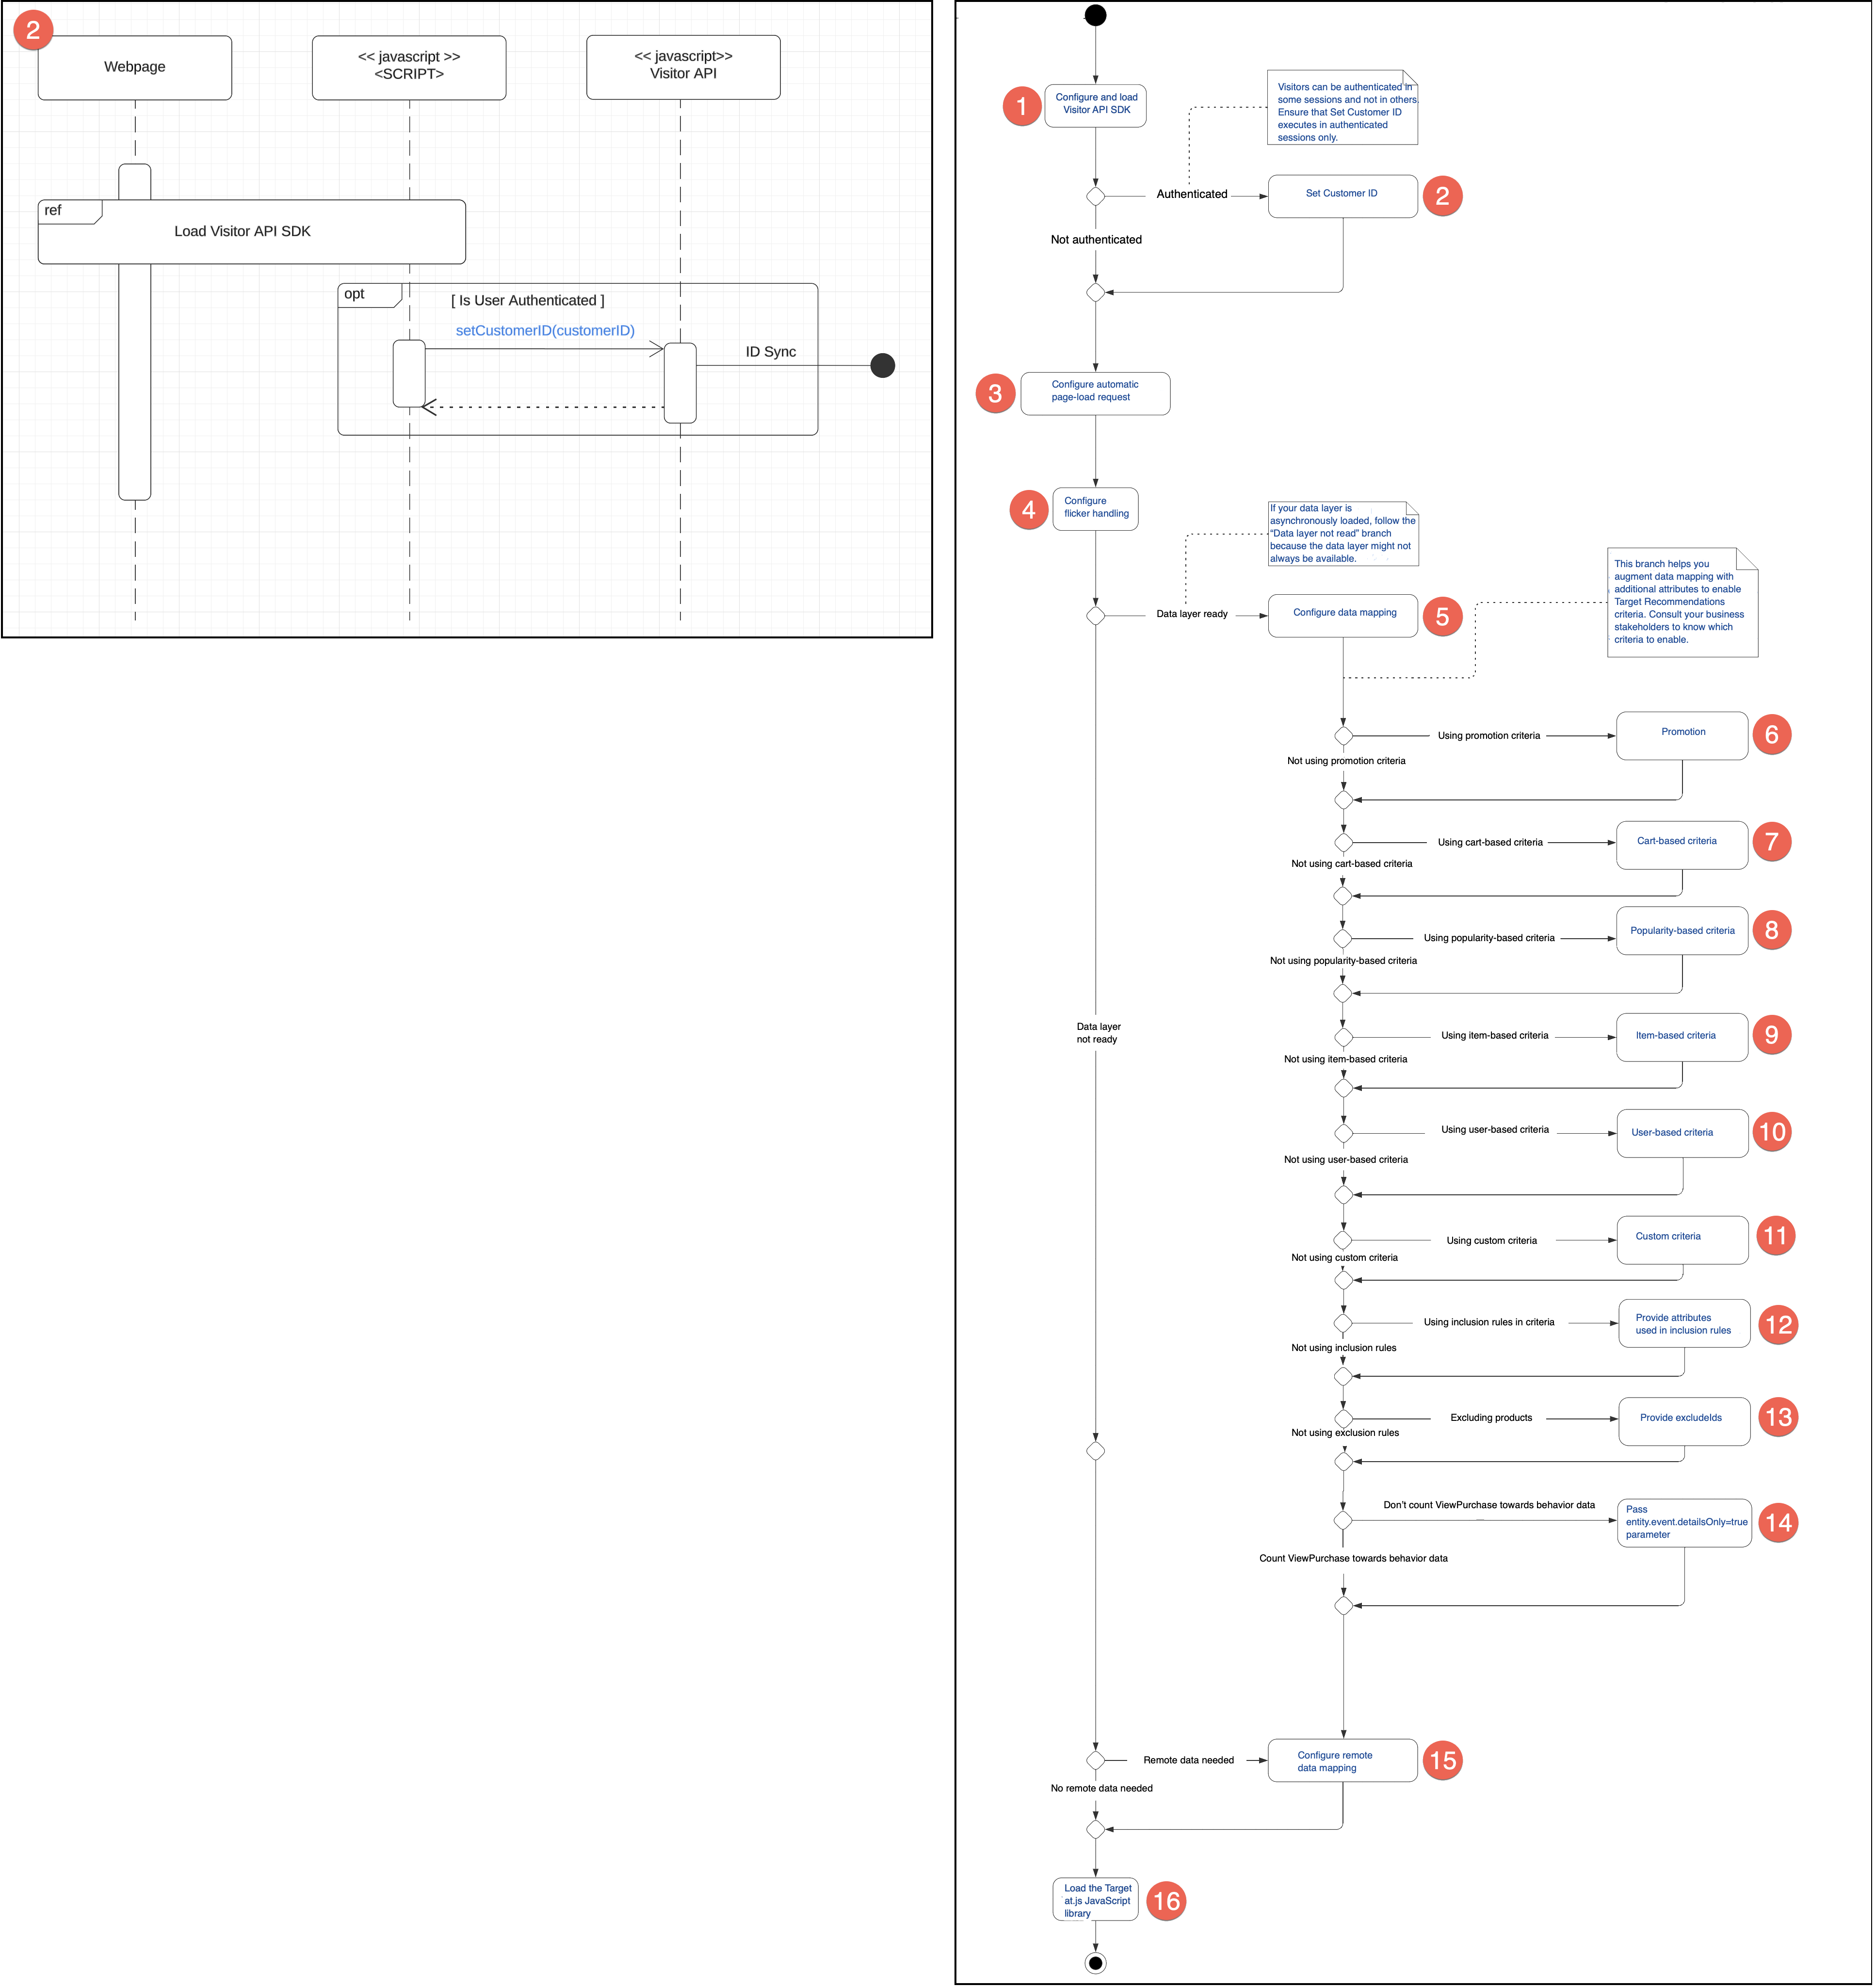 2
Webpage
<< javascript >>
<SCRIPT>
<< javascript>>
Visitor API
ref
Load Visitor API SDK
opt
[ Is User Authenticated ]
setCustomerID(customerID)
ID Sync
1
Configure and load
Visitor API SDK
Visitors can be authenticated in
some sessions and not in others.
Ensure that Set Customer ID
executes in authenticated
sessions only.
Authenticated
Set Customer ID
2
Not authenticated
3
Configure automatic
page-load request
4
Configure
flicker handling
If your data layer is
asynchronously loaded, follow the
“Data layer not read” branch
because the data layer might not
always be available.
This branch helps you
augment data mapping with
additional attributes to enable
Target Recommendations
criteria. Consult your business
stakeholders to know which
criteria to enable.
Data layer ready
Configure data mapping
5
Using promotion criteria
Promotion
6
Not using promotion criteria
Using cart-based criteria
Cart-based criteria
7
Not using cart-based criteria
Using popularity-based criteria
Popularity-based criteria
8
Not using popularity-based criteria
Data layer
not ready
Using item-based criteria
Item-based criteria
9
Not using item-based criteria
Using user-based criteria
User-based criteria
10
Not using user-based criteria
Using custom criteria
Custom criteria
11
Not using custom criteria
Using inclusion rules in criteria
Provide attributes
used in inclusion rules
12
Not using inclusion rules
Excluding products
Provide excludeIds
13
Not using exclusion rules
Don't count ViewPurchase towards behavior data
Pass
entity.event.detailsOnly=true
parameter
14
Count ViewPurchase towards behavior data
Remote data needed
Configure remote
data mapping
15
No remote data needed
Load the Target
at.js JavaScript
library
16